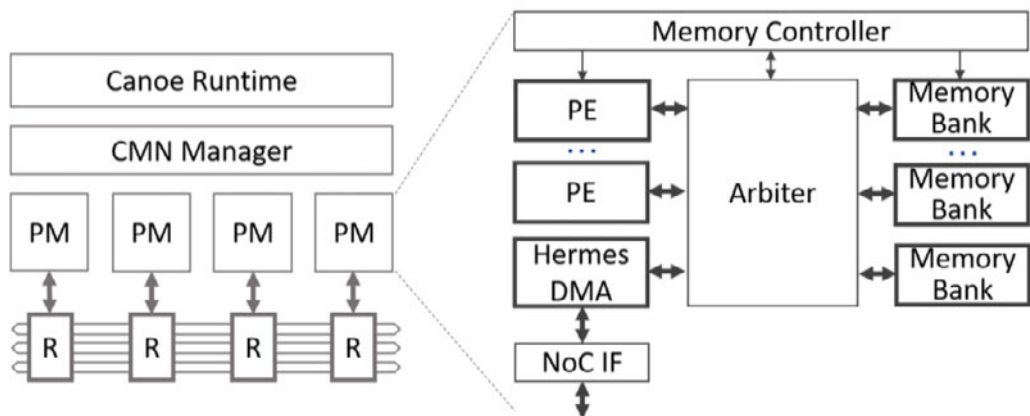 Canoe Runtime
CMN Manager
PM
PM
PM
PM
R
R
R
R
Memory Controller
PE
...
PE
Hermes
DMA
NoC IF
Arbiter
Memory
Bank
...
Memory
Bank
Memory
Bank